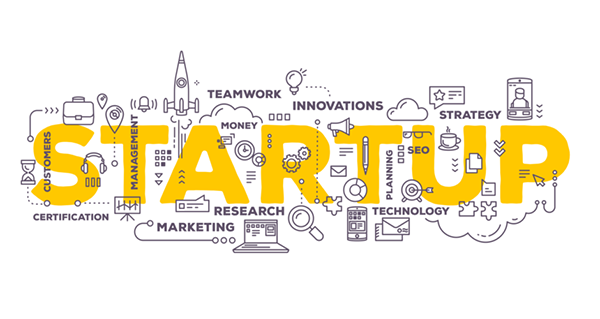 STARTUP
TEAMWORK
INNOVATIONS
STRATEGY
MONEY
MANAGEMENT
CUSTOMERS
SEO
PLANNING
CERTIFICATION
RESEARCH
TECHNOLOGY
MARKETING